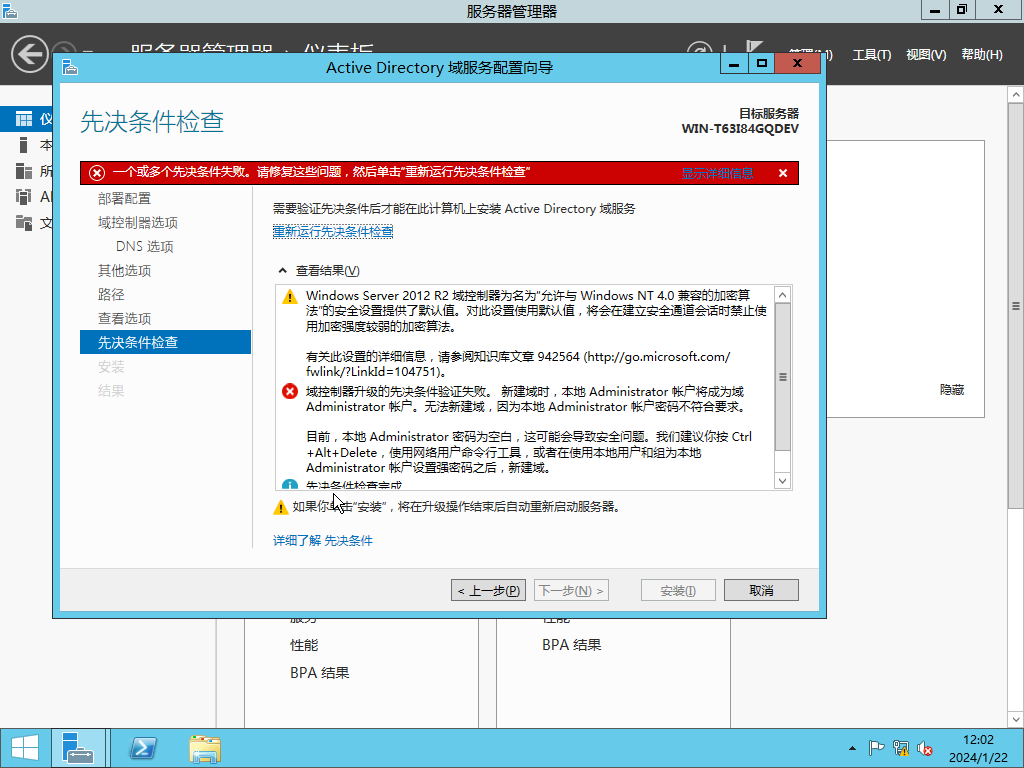 服务器管理器
服务器管理器 · 仪表板
管理(M)
工具(T)
视图(V)
帮助(H)
Active Directory 域服务配置向导
仪
本
所
文
先决条件检查
目标服务器
WIN-T63I84GQDEV
一个或多个先决条件失败。请修复这些问题，然后单击"重新运行先决条件检查"
显示详细信息
部署配置
域控制器选项
DNS 选项
其他选项
路径
查看选项
先决条件检查
安装
结果
需要验证先决条件后才能在此计算机上安装 Active Directory 域服务
重新运行先决条件检查
查看结果(V)
Windows Server 2012 R2 域控制器为名为"允许与 Windows NT 4.0 兼容的加密算
法"的安全设置提供了默认值。对此设置使用默认值，将会在建立安全通道会话时禁止使
用加密强度较弱的加密算法。
有关此设置的详细信息，请参阅知识库文章 942564 (http://go.microsoft.com/
fwlink/?LinkId=104751)。
域控制器升级的先决条件验证失败。 新建域时，本地 Administrator 帐户将成为域
Administrator 帐户。无法新建域，因为本地 Administrator 帐户密码不符合要求。
目前，本地 Administrator 密码为空白，这可能会导致安全问题。我们建议你按 Ctrl
+Alt+Delete，使用网络用户命令行工具，或者在使用本地用户和组为本地
Administrator 帐户设置强密码之后，新建域。
先决条件检查完成
如果你单击"安装"，将在升级操作结束后自动重新启动服务器。
详细了解 先决条件
< 上一步(P)
下一步(N) >
安装(I)
取消
隐藏
服务
性能
BPA 结果
性能
BPA 结果
12:02
2024/1/22